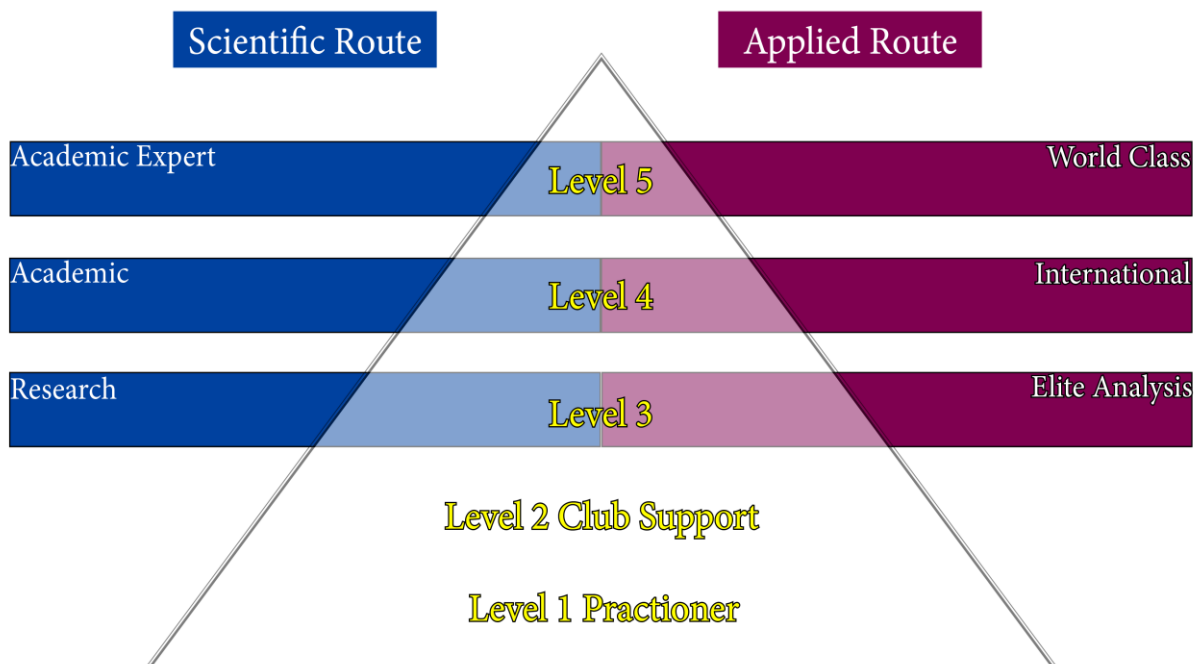 Scientific Route
Applied Route
Academic Expert
Level 5
World Class
Academic
Level 4
International
Research
Level 3
Elite Analysis
Level 2 Club Support
Level 1 Practioner